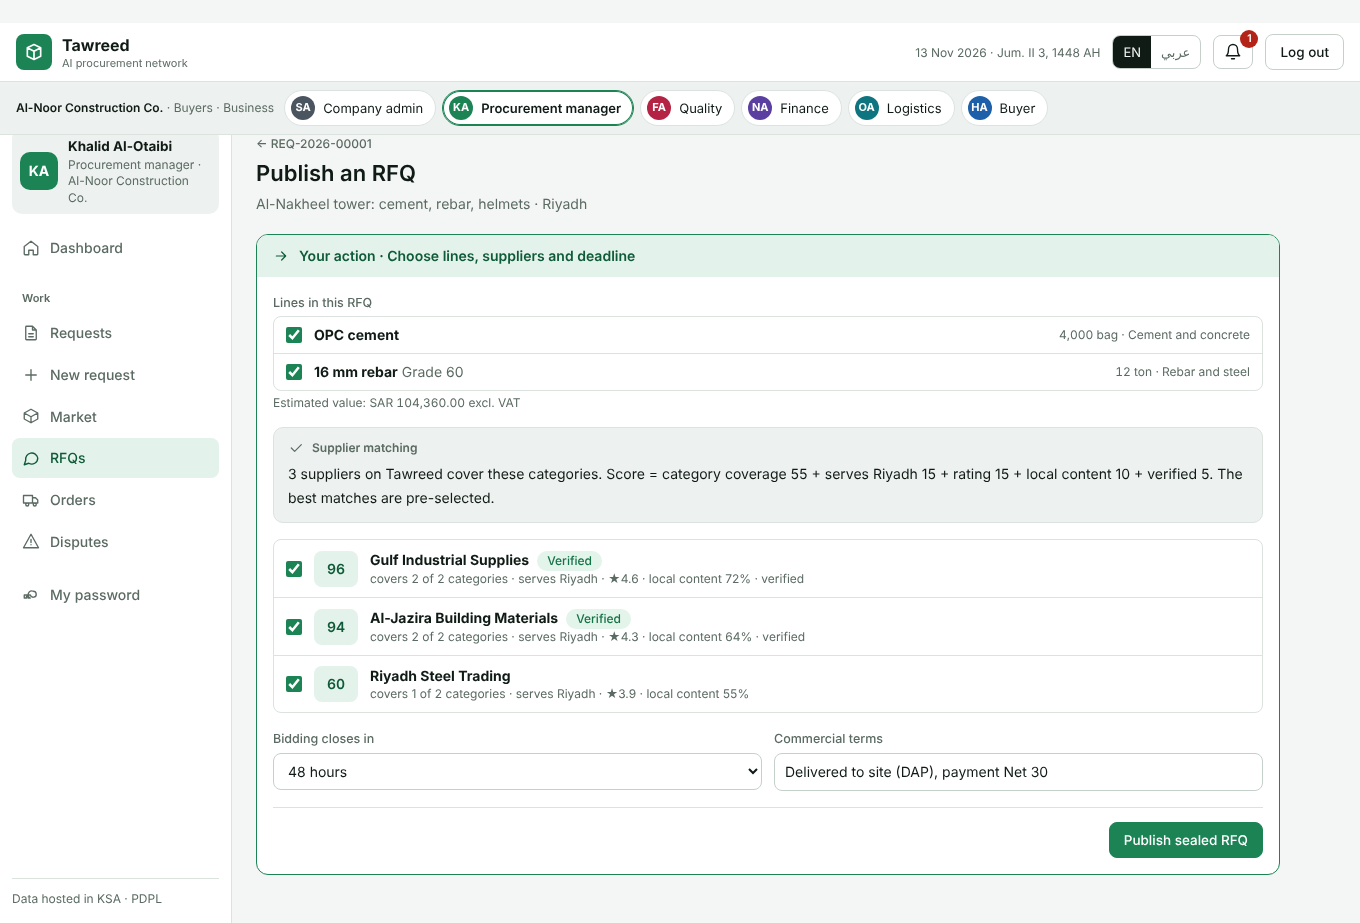 Tawreed
AI procurement network
13 Nov 2026 · Jum. II 3, 1448 AH
EN
عربي
1
Log out
Al-Noor Construction Co. · Buyers · Business
SA Company admin
KA Procurement manager
FA Quality
NA Finance
OA Logistics
HA Buyer
KA
Khalid Al-Otaibi
Procurement manager ·
Al-Noor Construction
Co.
Dashboard
Work
Requests
New request
Market
RFQs
Orders
Disputes
My password
Data hosted in KSA · PDPL
← REQ-2026-00001
Publish an RFQ
Al-Nakheel tower: cement, rebar, helmets · Riyadh
→ Your action · Choose lines, suppliers and deadline
Lines in this RFQ
OPC cement
4,000 bag · Cement and concrete
16 mm rebar Grade 60
12 ton · Rebar and steel
Estimated value: SAR 104,360.00 excl. VAT
Supplier matching
3 suppliers on Tawreed cover these categories. Score = category coverage 55 + serves Riyadh 15 + rating 15 + local content 10 + verified 5. The
best matches are pre-selected.
96
Gulf Industrial Supplies Verified
covers 2 of 2 categories · serves Riyadh · ★4.6 · local content 72% · verified
94
Al-Jazira Building Materials Verified
covers 2 of 2 categories · serves Riyadh · ★4.3 · local content 64% · verified
60
Riyadh Steel Trading
covers 1 of 2 categories · serves Riyadh · ★3.9 · local content 55%
Bidding closes in
48 hours
Commercial terms
Delivered to site (DAP), payment Net 30
Publish sealed RFQ